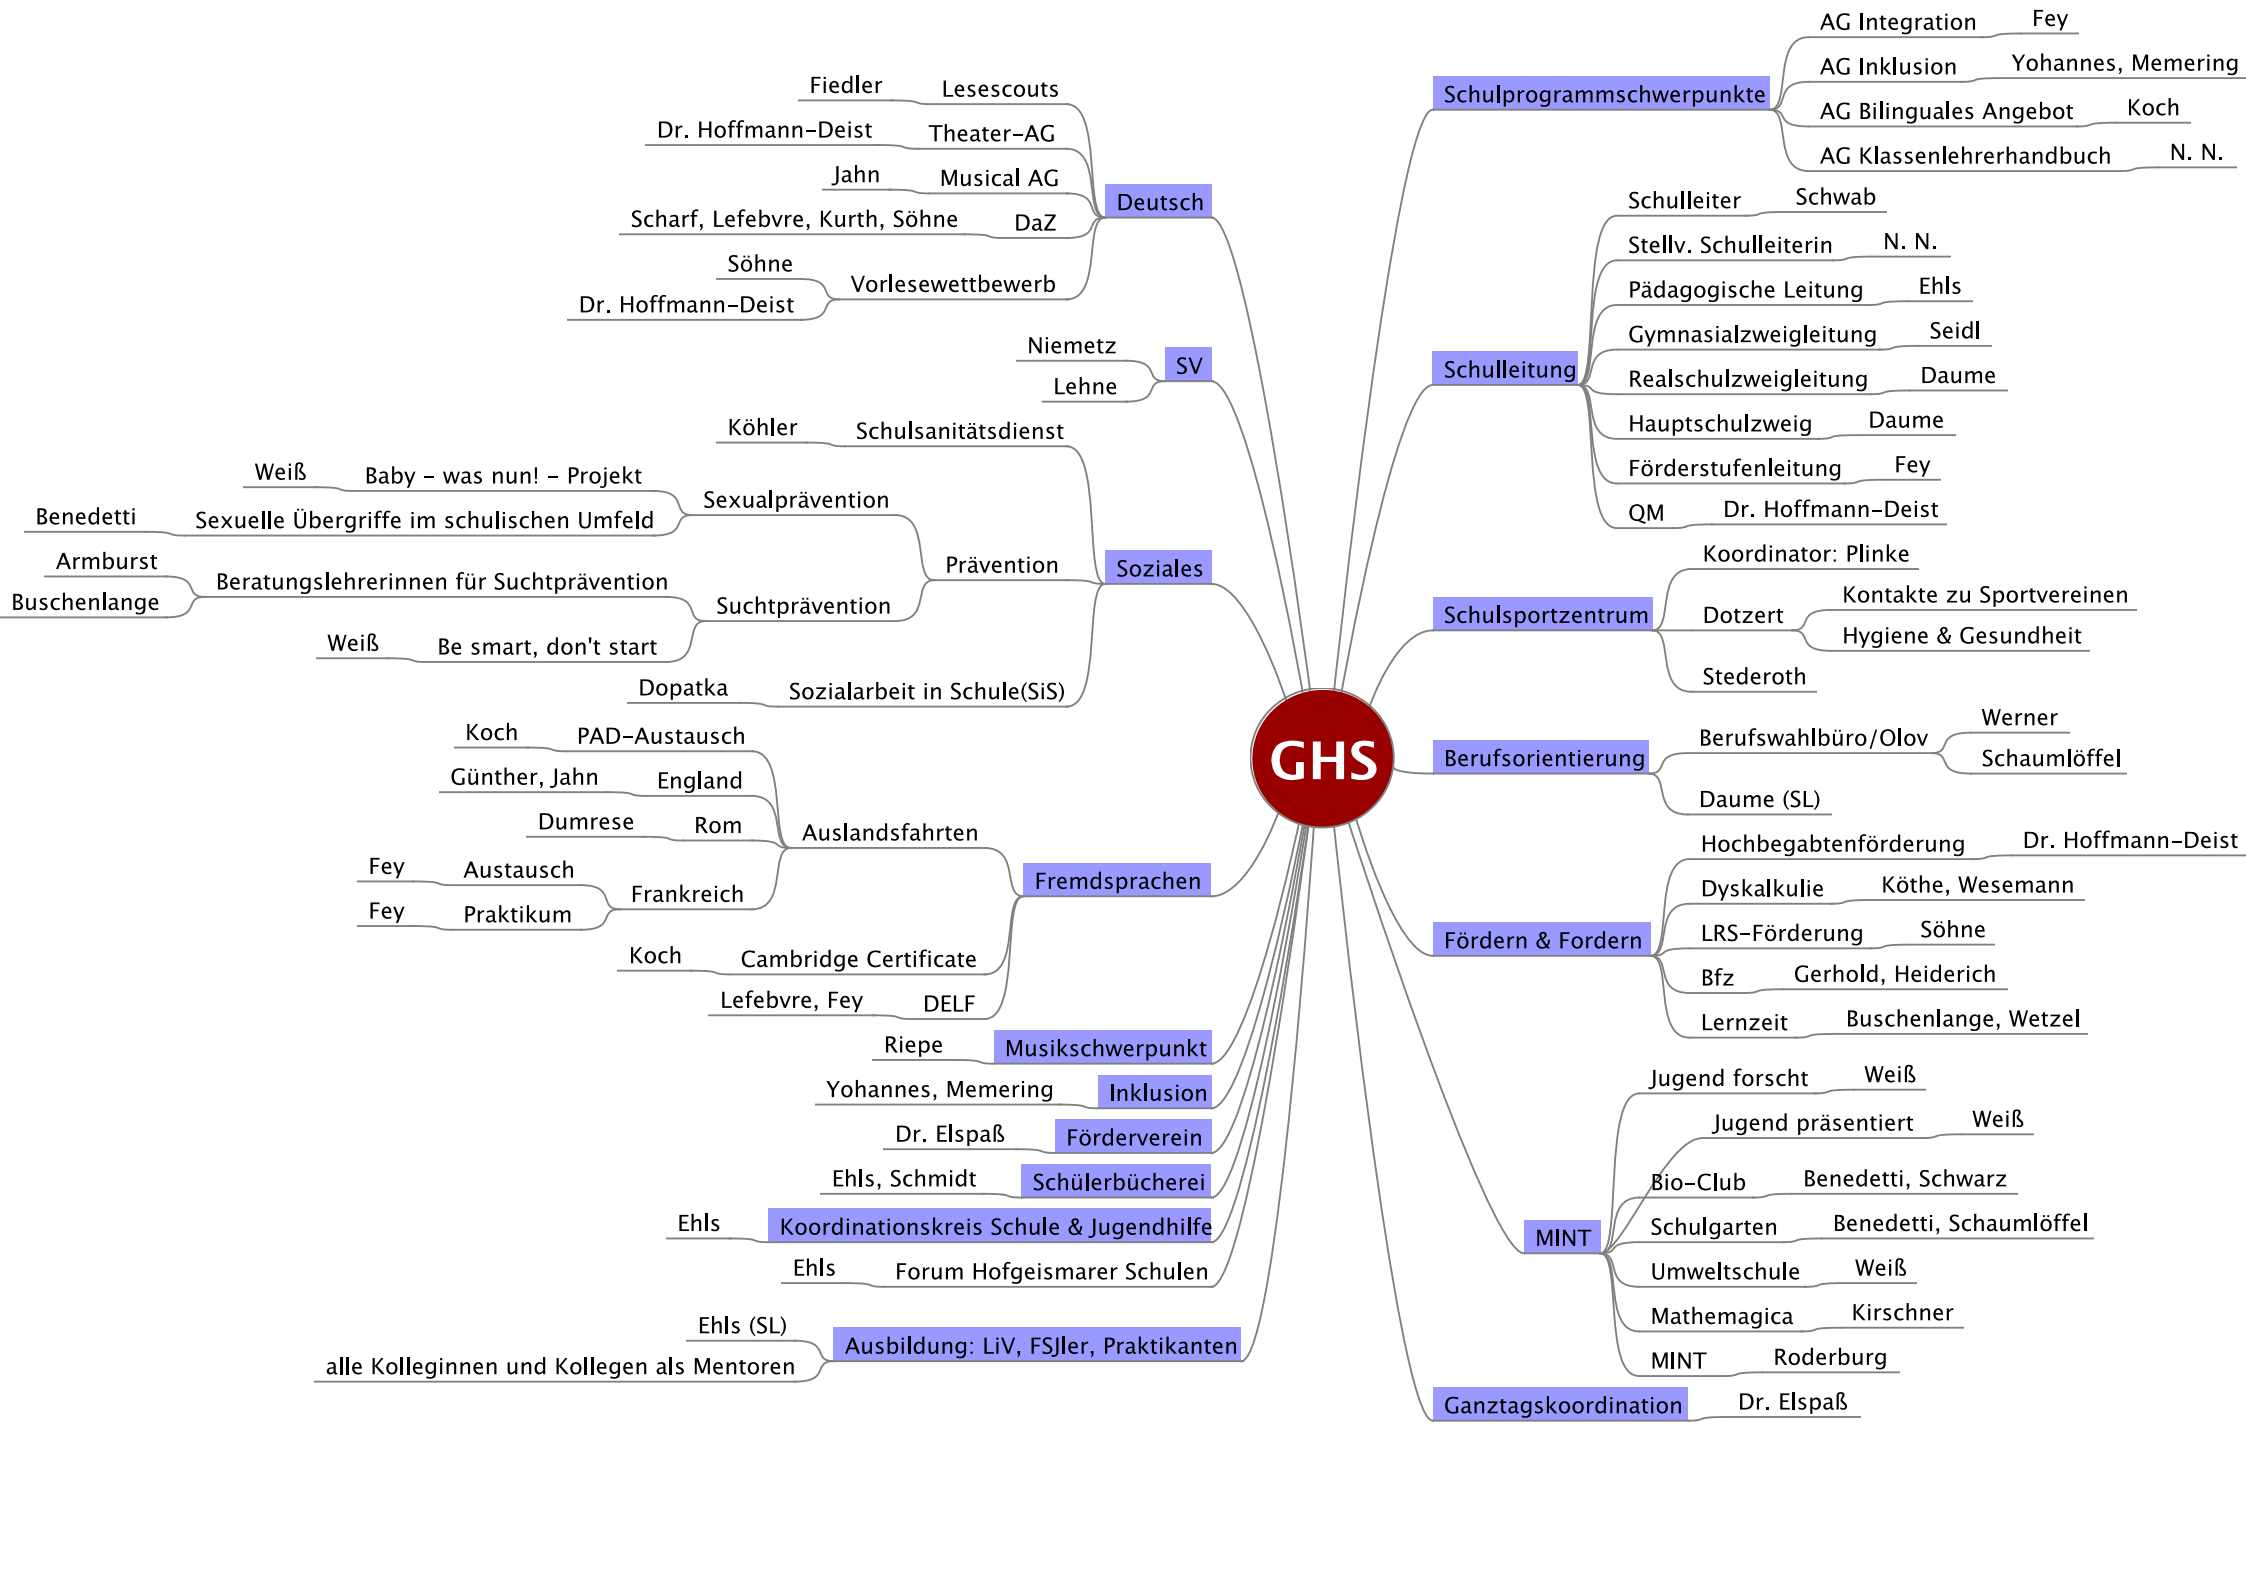 GHS
Deutsch
Lesescouts
Fiedler
Theater-AG
Dr. Hoffmann-Deist
Musical AG
Jahn
DaZ
Scharf, Lefebvre, Kurth, Söhne
Vorlesewettbewerb
Söhne
Dr. Hoffmann-Deist
SV
Niemetz
Lehne
Soziales
Schulsanitätsdienst
Köhler
Prävention
Sexualprävention
Baby - was nun! - Projekt
Weiß
Sexuelle Übergriffe im schulischen Umfeld
Benedetti
Suchtprävention
Beratungslehrerinnen für Suchtprävention
Armburst
Buschenlange
Be smart, don't start
Weiß
Sozialarbeit in Schule(SiS)
Dopatka
Fremdsprachen
Auslandsfahrten
PAD-Austausch
Koch
England
Günther, Jahn
Rom
Dumrese
Frankreich
Austausch
Fey
Praktikum
Fey
Cambridge Certificate
Koch
DELF
Lefebvre, Fey
Musikschwerpunkt
Riepe
Inklusion
Yohannes, Memering
Förderverein
Dr. Elspaß
Schülerbücherei
Ehls, Schmidt
Koordinationskreis Schule & Jugendhilfe
Ehls
Forum Hofgeismarer Schulen
Ehls
Ausbildung: LiV, FSJler, Praktikanten
Ehls (SL)
alle Kolleginnen und Kollegen als Mentoren
Schulprogrammschwerpunkte
AG Integration
Fey
AG Inklusion
Yohannes, Memering
AG Bilinguales Angebot
Koch
AG Klassenlehrerhandbuch
N. N.
Schulleitung
Schulleiter
Schwab
Stellv. Schulleiterin
N. N.
Pädagogische Leitung
Ehls
Gymnasialzweigleitung
Seidl
Realschulzweigleitung
Daume
Hauptschulzweig
Daume
Förderstufenleitung
Fey
QM
Dr. Hoffmann-Deist
Schulsportzentrum
Koordinator: Plinke
Dotzert
Kontakte zu Sportvereinen
Hygiene & Gesundheit
Stederoth
Berufsorientierung
Berufswahlbüro/Olov
Werner
Schaumlöffel
Daume (SL)
Fördern & Fordern
Hochbegabtenförderung
Dr. Hoffmann-Deist
Dyskalkulie
Köthe, Wesemann
LRS-Förderung
Söhne
Bfz
Gerhold, Heiderich
Lernzeit
Buschenlange, Wetzel
MINT
Jugend forscht
Weiß
Jugend präsentiert
Weiß
Bio-Club
Benedetti, Schwarz
Schulgarten
Benedetti, Schaumlöffel
Umweltschule
Weiß
Mathemagica
Kirschner
MINT
Roderburg
Ganztagskoordination
Dr. Elspaß